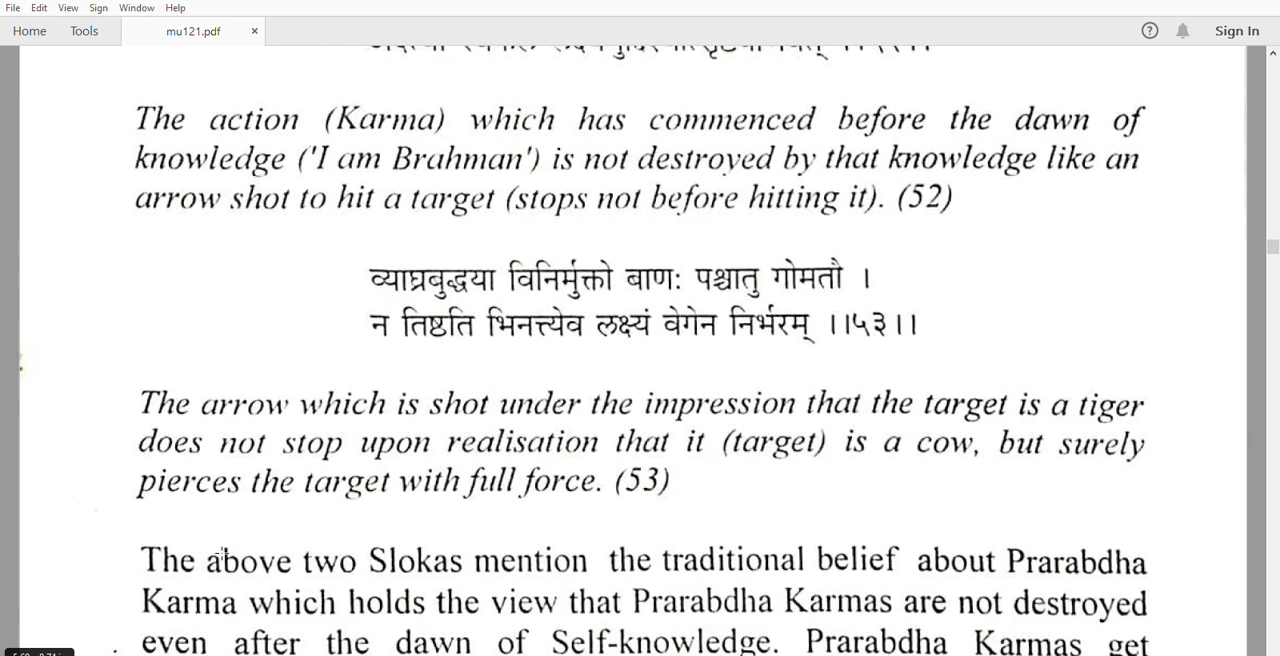 File Edit View Sign Window Help
Home Tools mu121.pdf × ? Sign In
The action (Karma) which has commenced before the dawn of
knowledge ('I am Brahman') is not destroyed by that knowledge like an
arrow shot to hit a target (stops not before hitting it). (52)
व्याघ्रबुद्धया विनिर्मुक्तो बाणः पश्चातु गोमतौ ।
न तिष्ठति भिनत्त्येव लक्ष्यं वेगेन निर्भरम् ।।५३।।
The arrow which is shot under the impression that the target is a tiger
does not stop upon realisation that it (target) is a cow, but surely
pierces the target with full force. (53)
The above two Slokas mention the traditional belief about Prarabdha
Karma which holds the view that Prarabdha Karmas are not destroyed
even after the dawn of Self-knowledge. Prarabdha Karmas get